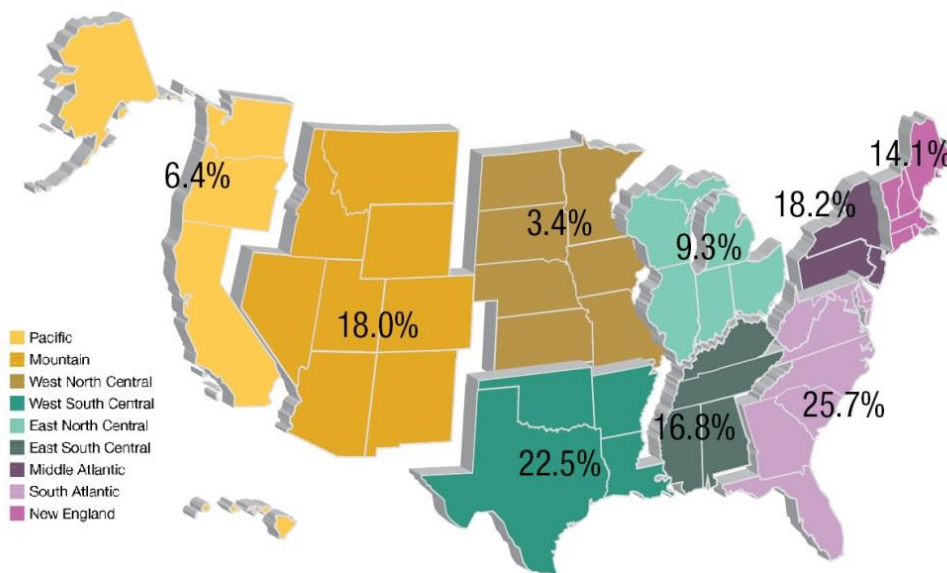 14.1%
6.4%
18.2%
3.4%
9.3%
18.0%
Pacific
Mountain
West North Central
West South Central
East North Central
East South Central
Middle Atlantic
South Atlantic
New England
25.7%
16.8%
22.5%